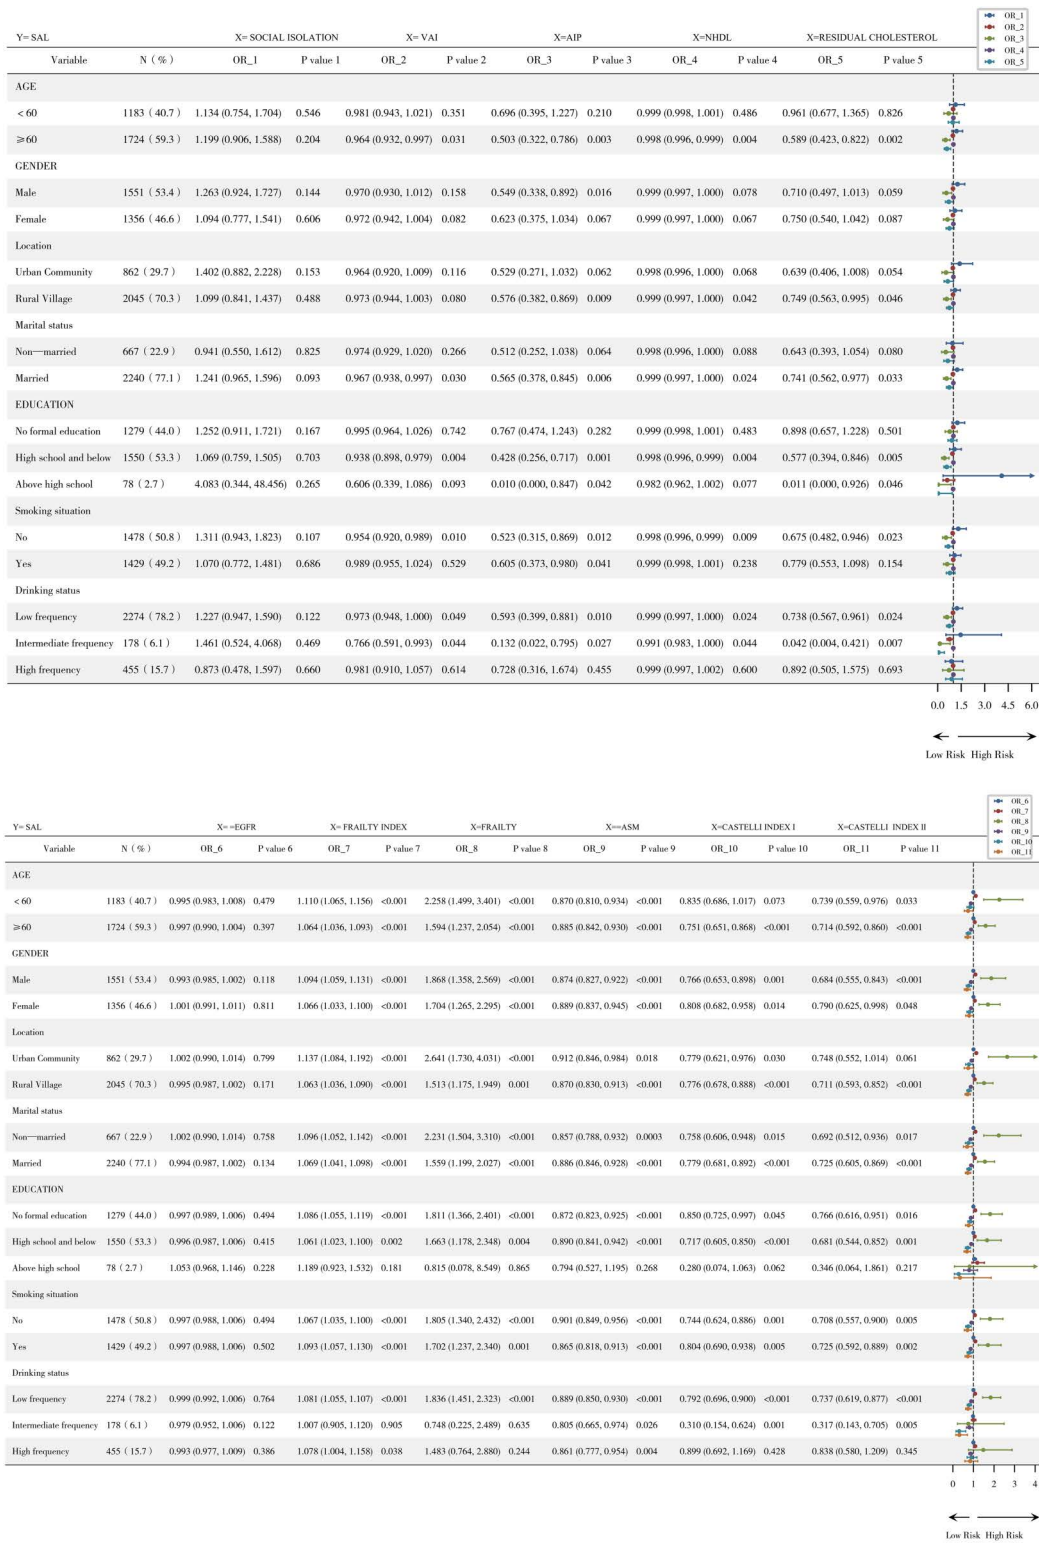 OR_1
OR_2
OR_3
OR_4
OR_5
Y= SAL X= SOCIAL ISOLATION X= VAI X=AIP X=NHDL X=RESIDUAL CHOLESTEROL
Variable N ( % ) OR_1 P value 1 OR_2 P value 2 OR_3 P value 3 OR_4 P value 4 OR_5 P value 5
AGE
< 60 1183 ( 40.7 ) 1.134 (0.754, 1.704) 0.546 0.981 (0.943, 1.021) 0.351 0.696 (0.395, 1.227) 0.210 0.999 (0.998, 1.001) 0.486 0.961 (0.677, 1.365) 0.826
≥60 1724 ( 59.3 ) 1.199 (0.906, 1.588) 0.204 0.964 (0.932, 0.997) 0.031 0.503 (0.322, 0.786) 0.003 0.998 (0.996, 0.999) 0.004 0.589 (0.423, 0.822) 0.002
GENDER
Male 1551 ( 53.4 ) 1.263 (0.924, 1.727) 0.144 0.970 (0.930, 1.012) 0.158 0.549 (0.338, 0.892) 0.016 0.999 (0.997, 1.000) 0.078 0.710 (0.497, 1.013) 0.059
Female 1356 ( 46.6 ) 1.094 (0.777, 1.541) 0.606 0.972 (0.942, 1.004) 0.082 0.623 (0.375, 1.034) 0.067 0.999 (0.997, 1.000) 0.067 0.750 (0.540, 1.042) 0.087
Location
Urban Community 862 ( 29.7 ) 1.402 (0.882, 2.228) 0.153 0.964 (0.920, 1.009) 0.116 0.529 (0.271, 1.032) 0.062 0.998 (0.996, 1.000) 0.068 0.639 (0.406, 1.008) 0.054
Rural Village 2045 ( 70.3 ) 1.099 (0.841, 1.437) 0.488 0.973 (0.944, 1.003) 0.080 0.576 (0.382, 0.869) 0.009 0.999 (0.997, 1.000) 0.042 0.749 (0.563, 0.995) 0.046
Marital status
Non—married 667 ( 22.9 ) 0.941 (0.550, 1.612) 0.825 0.974 (0.929, 1.020) 0.266 0.512 (0.252, 1.038) 0.064 0.998 (0.996, 1.000) 0.088 0.643 (0.393, 1.054) 0.080
Married 2240 ( 77.1 ) 1.241 (0.965, 1.596) 0.093 0.967 (0.938, 0.997) 0.030 0.565 (0.378, 0.845) 0.006 0.999 (0.997, 1.000) 0.024 0.741 (0.562, 0.977) 0.033
EDUCATION
No formal education 1279 ( 44.0 ) 1.252 (0.911, 1.721) 0.167 0.995 (0.964, 1.026) 0.742 0.767 (0.474, 1.243) 0.282 0.999 (0.998, 1.001) 0.483 0.898 (0.657, 1.228) 0.501
High school and below 1550 ( 53.3 ) 1.069 (0.759, 1.505) 0.703 0.938 (0.898, 0.979) 0.004 0.428 (0.256, 0.717) 0.001 0.998 (0.996, 0.999) 0.004 0.577 (0.394, 0.846) 0.005
Above high school 78 ( 2.7 ) 4.083 (0.344, 48.456) 0.265 0.606 (0.339, 1.086) 0.093 0.010 (0.000, 0.847) 0.042 0.982 (0.962, 1.002) 0.077 0.011 (0.000, 0.926) 0.046
Smoking situation
No 1478 ( 50.8 ) 1.311 (0.943, 1.823) 0.107 0.954 (0.920, 0.989) 0.010 0.523 (0.315, 0.869) 0.012 0.998 (0.996, 0.999) 0.009 0.675 (0.482, 0.946) 0.023
Yes 1429 ( 49.2 ) 1.070 (0.772, 1.481) 0.686 0.989 (0.955, 1.024) 0.529 0.605 (0.373, 0.980) 0.041 0.999 (0.998, 1.001) 0.238 0.779 (0.553, 1.098) 0.154
Drinking status
Low frequency 2274 ( 78.2 ) 1.227 (0.947, 1.590) 0.122 0.973 (0.948, 1.000) 0.049 0.593 (0.399, 0.881) 0.010 0.999 (0.997, 1.000) 0.024 0.738 (0.567, 0.961) 0.024
Intermediate frequency 178 ( 6.1 ) 1.461 (0.524, 4.068) 0.469 0.766 (0.591, 0.993) 0.044 0.132 (0.022, 0.795) 0.027 0.991 (0.983, 1.000) 0.044 0.042 (0.004, 0.421) 0.007
High frequency 455 ( 15.7 ) 0.873 (0.478, 1.597) 0.660 0.981 (0.910, 1.057) 0.614 0.728 (0.316, 1.674) 0.455 0.999 (0.997, 1.002) 0.600 0.892 (0.505, 1.575) 0.693
0.0 1.5 3.0 4.5 6.0
Low Risk High Risk
OR_6
OR_7
OR_8
OR_9
OR_10
OR_11
Y= SAL X= =EGFR X= FRAILTY INDEX X=FRAILTY X==ASM X=CASTELLI INDEX I X=CASTELLI INDEX II
Variable N ( % ) OR_6 P value 6 OR_7 P value 7 OR_8 P value 8 OR_9 P value 9 OR_10 P value 10 OR_11 P value 11
AGE
< 60 1183 ( 40.7 ) 0.995 (0.983, 1.008) 0.479 1.110 (1.065, 1.156) <0.001 2.258 (1.499, 3.401) <0.001 0.870 (0.810, 0.934) <0.001 0.835 (0.686, 1.017) 0.073 0.739 (0.559, 0.976) 0.033
≥60 1724 ( 59.3 ) 0.997 (0.990, 1.004) 0.397 1.064 (1.036, 1.093) <0.001 1.594 (1.237, 2.054) <0.001 0.885 (0.842, 0.930) <0.001 0.751 (0.651, 0.868) <0.001 0.714 (0.592, 0.860) <0.001
GENDER
Male 1551 ( 53.4 ) 0.993 (0.985, 1.002) 0.118 1.094 (1.059, 1.131) <0.001 1.868 (1.358, 2.569) <0.001 0.874 (0.827, 0.922) <0.001 0.766 (0.653, 0.898) 0.001 0.684 (0.555, 0.843) <0.001
Female 1356 ( 46.6 ) 1.001 (0.991, 1.011) 0.811 1.066 (1.033, 1.100) <0.001 1.704 (1.265, 2.295) <0.001 0.889 (0.837, 0.945) <0.001 0.808 (0.682, 0.958) 0.014 0.790 (0.625, 0.998) 0.048
Location
Urban Community 862 ( 29.7 ) 1.002 (0.990, 1.014) 0.799 1.137 (1.084, 1.192) <0.001 2.641 (1.730, 4.031) <0.001 0.912 (0.846, 0.984) 0.018 0.779 (0.621, 0.976) 0.030 0.748 (0.552, 1.014) 0.061
Rural Village 2045 ( 70.3 ) 0.995 (0.987, 1.002) 0.171 1.063 (1.036, 1.090) <0.001 1.513 (1.175, 1.949) 0.001 0.870 (0.830, 0.913) <0.001 0.776 (0.678, 0.888) <0.001 0.711 (0.593, 0.852) <0.001
Marital status
Non—married 667 ( 22.9 ) 1.002 (0.990, 1.014) 0.758 1.096 (1.052, 1.142) <0.001 2.231 (1.504, 3.310) <0.001 0.857 (0.788, 0.932) 0.0003 0.758 (0.606, 0.948) 0.015 0.692 (0.512, 0.936) 0.017
Married 2240 ( 77.1 ) 0.994 (0.987, 1.002) 0.134 1.069 (1.041, 1.098) <0.001 1.559 (1.199, 2.027) <0.001 0.886 (0.846, 0.928) <0.001 0.779 (0.681, 0.892) <0.001 0.725 (0.605, 0.869) <0.001
EDUCATION
No formal education 1279 ( 44.0 ) 0.997 (0.989, 1.006) 0.494 1.086 (1.055, 1.119) <0.001 1.811 (1.366, 2.401) <0.001 0.872 (0.823, 0.925) <0.001 0.850 (0.725, 0.997) 0.045 0.766 (0.616, 0.951) 0.016
High school and below 1550 ( 53.3 ) 0.996 (0.987, 1.006) 0.415 1.061 (1.023, 1.100) 0.002 1.663 (1.178, 2.348) 0.004 0.890 (0.841, 0.942) <0.001 0.717 (0.605, 0.850) <0.001 0.681 (0.544, 0.852) 0.001
Above high school 78 ( 2.7 ) 1.053 (0.968, 1.146) 0.228 1.189 (0.923, 1.532) 0.181 0.815 (0.078, 8.549) 0.865 0.794 (0.527, 1.195) 0.268 0.280 (0.074, 1.063) 0.062 0.346 (0.064, 1.861) 0.217
Smoking situation
No 1478 ( 50.8 ) 0.997 (0.988, 1.006) 0.494 1.067 (1.035, 1.100) <0.001 1.805 (1.340, 2.432) <0.001 0.901 (0.849, 0.956) <0.001 0.744 (0.624, 0.886) 0.001 0.708 (0.557, 0.900) 0.005
Yes 1429 ( 49.2 ) 0.997 (0.988, 1.006) 0.502 1.093 (1.057, 1.130) <0.001 1.702 (1.237, 2.340) 0.001 0.865 (0.818, 0.913) <0.001 0.804 (0.690, 0.938) 0.005 0.725 (0.592, 0.889) 0.002
Drinking status
Low frequency 2274 ( 78.2 ) 0.999 (0.992, 1.006) 0.764 1.081 (1.055, 1.107) <0.001 1.836 (1.451, 2.323) <0.001 0.889 (0.850, 0.930) <0.001 0.792 (0.696, 0.900) <0.001 0.737 (0.619, 0.877) <0.001
Intermediate frequency 178 ( 6.1 ) 0.979 (0.952, 1.006) 0.122 1.007 (0.905, 1.120) 0.905 0.748 (0.225, 2.489) 0.635 0.805 (0.665, 0.974) 0.026 0.310 (0.154, 0.624) 0.001 0.317 (0.143, 0.705) 0.005
High frequency 455 ( 15.7 ) 0.993 (0.977, 1.009) 0.386 1.078 (1.004, 1.158) 0.038 1.483 (0.764, 2.880) 0.244 0.861 (0.777, 0.954) 0.004 0.899 (0.692, 1.169) 0.428 0.838 (0.580, 1.209) 0.345
0 1 2 3 4
Low Risk High Risk